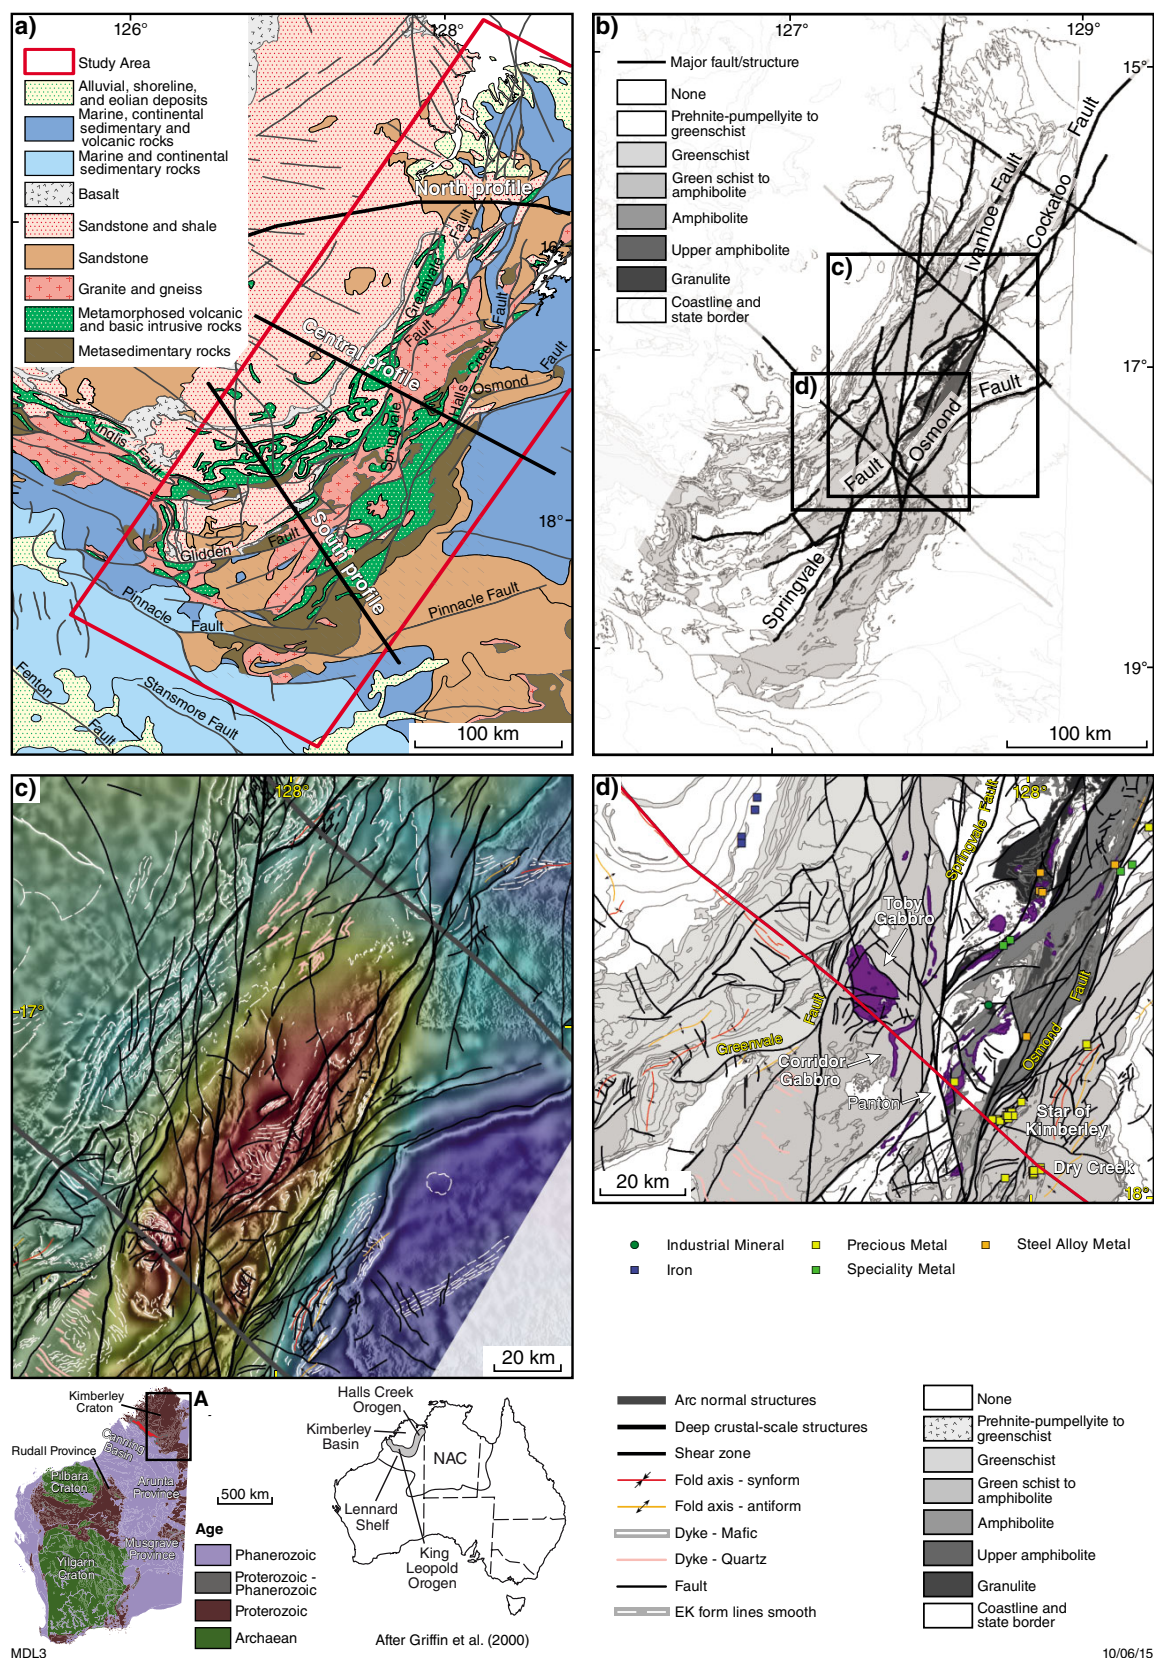 a)
126°
128°
Study Area
Alluvial, shoreline,
and eolian deposits
Marine, continental
sedimentary and
volcanic rocks
Marine and continental
sedimentary rocks
Basalt
Sandstone and shale
Sandstone
Granite and gneiss
Metamorphosed volcanic
and basic intrusive rocks
Metasedimentary rocks
North profile
16°
Greenvale
Fault
Fault
Fault
Central profile
Halls Creek
Fault
Osmond
Springvale
Inglis
Fault
18°
South profile
Glidden
Fault
Pinnacle
Fault
Pinnacle Fault
Fenton
Fault
Stansmore Fault
100 km
b)
127°
129°
15°
Major fault/structure
None
Prehnite-pumpellyite to
greenschist
Greenschist
Green schist to
amphibolite
Amphibolite
Upper amphibolite
Granulite
Coastline and
state border
Fault
Ivanhoe Fault
Cockatoo
c)
17°
d)
Fault
Osmond
Fault
Springvale
19°
100 km
c)
128°
17°
20 km
d)
128°
Springvale Fault
Toby
Gabbro
Fault
Greenvale
Fault
Osmond
Corridor
Gabbro
Panton
Star of
Kimberley
Dry Creek
20 km
18°
Industrial Mineral
Precious Metal
Steel Alloy Metal
Iron
Speciality Metal
Kimberley
Craton
A
Canning
Basin
Rudall Province
Pilbara
Craton
Arunta
Province
Musgrave
Province
Yilgarn
Craton
500 km
Age
Phanerozoic
Proterozoic -
Phanerozoic
Proterozoic
Archaean
Halls Creek
Orogen
Kimberley
Basin
NAC
Lennard
Shelf
King
Leopold
Orogen
After Griffin et al. (2000)
Arc normal structures
Deep crustal-scale structures
Shear zone
Fold axis - synform
Fold axis - antiform
Dyke - Mafic
Dyke - Quartz
Fault
EK form lines smooth
None
Prehnite-pumpellyite to
greenschist
Greenschist
Green schist to
amphibolite
Amphibolite
Upper amphibolite
Granulite
Coastline and
state border
MDL3
10/06/15